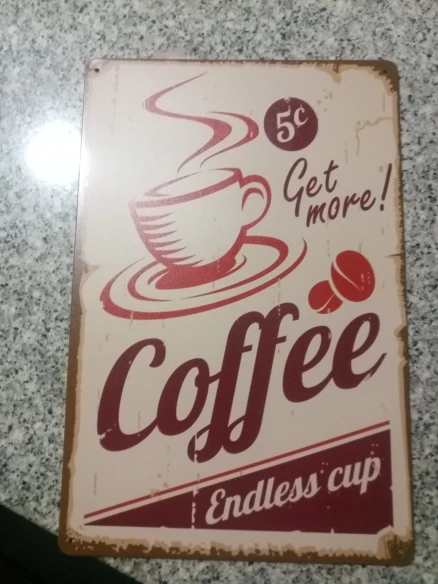 5¢
Get
more!
Coffee
Endless cup